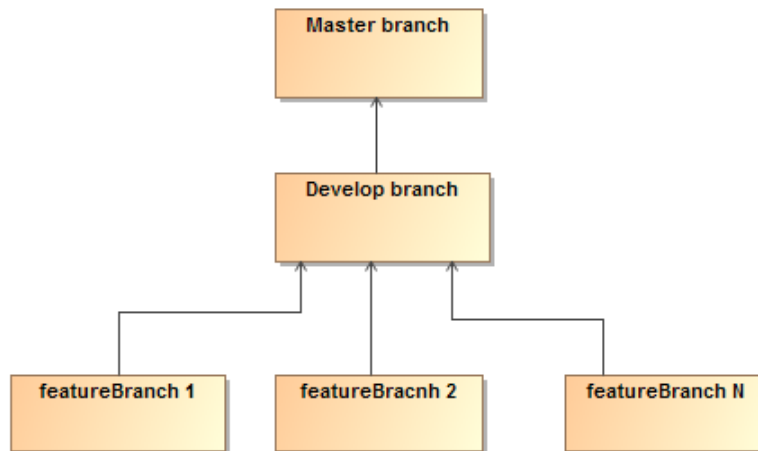 Master branch
Develop branch
featureBranch 1
featureBracnh 2
featureBranch N